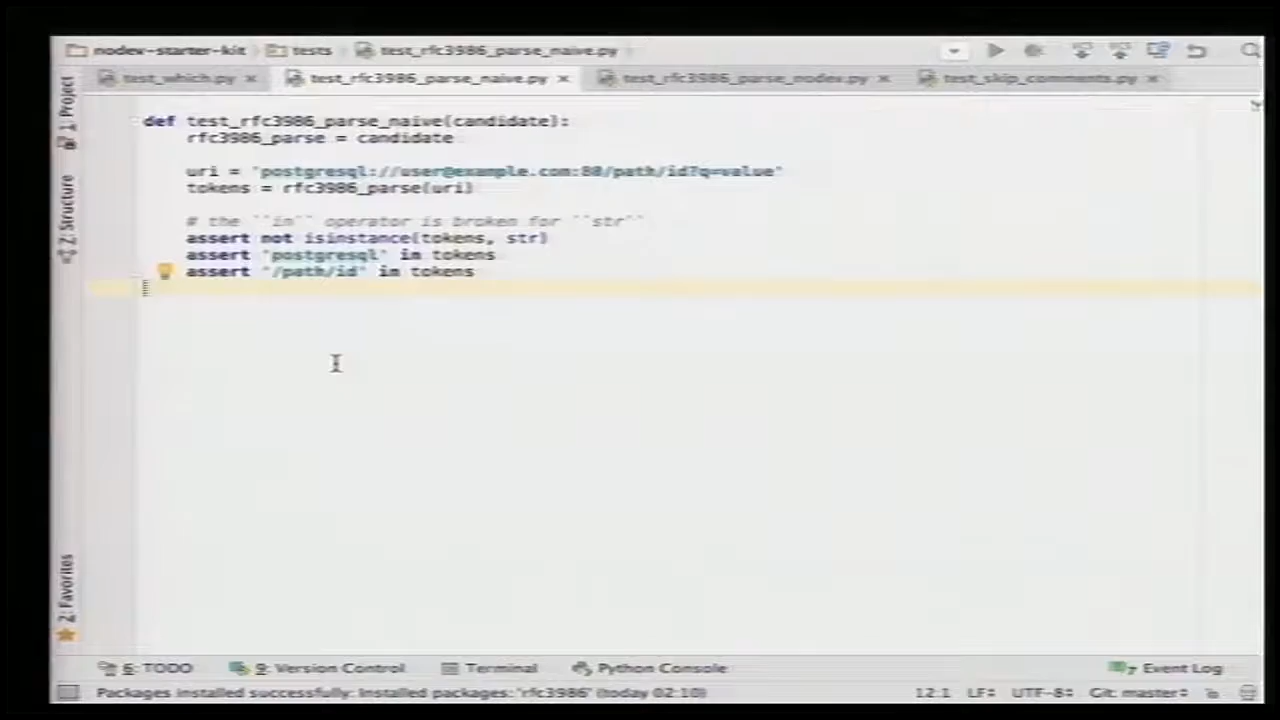 nodev-starter-kit tests test_rfc3986_parse_naive.py
test_which.py test_rfc3986_parse_naive.py test_rfc3986_parse_nodev.py test_skip_comments.py
1: Project
def test_rfc3986_parse_naive(candidate):
rfc3986_parse = candidate
uri = 'postgresql://user@example.com:80/path/id?q=value'
tokens = rfc3986_parse(uri)
# the ``in`` operator is broken for ``str``
assert not isinstance(tokens, str)
assert 'postgresql' in tokens
assert '/path/id' in tokens
Z: Structure
2: Favorites
6: TODO 9: Version Control Terminal Python Console Event Log
Packages installed successfully: Installed packages: 'rfc3986' (today 02:10) 12:1 LF UTF-8 Git: master